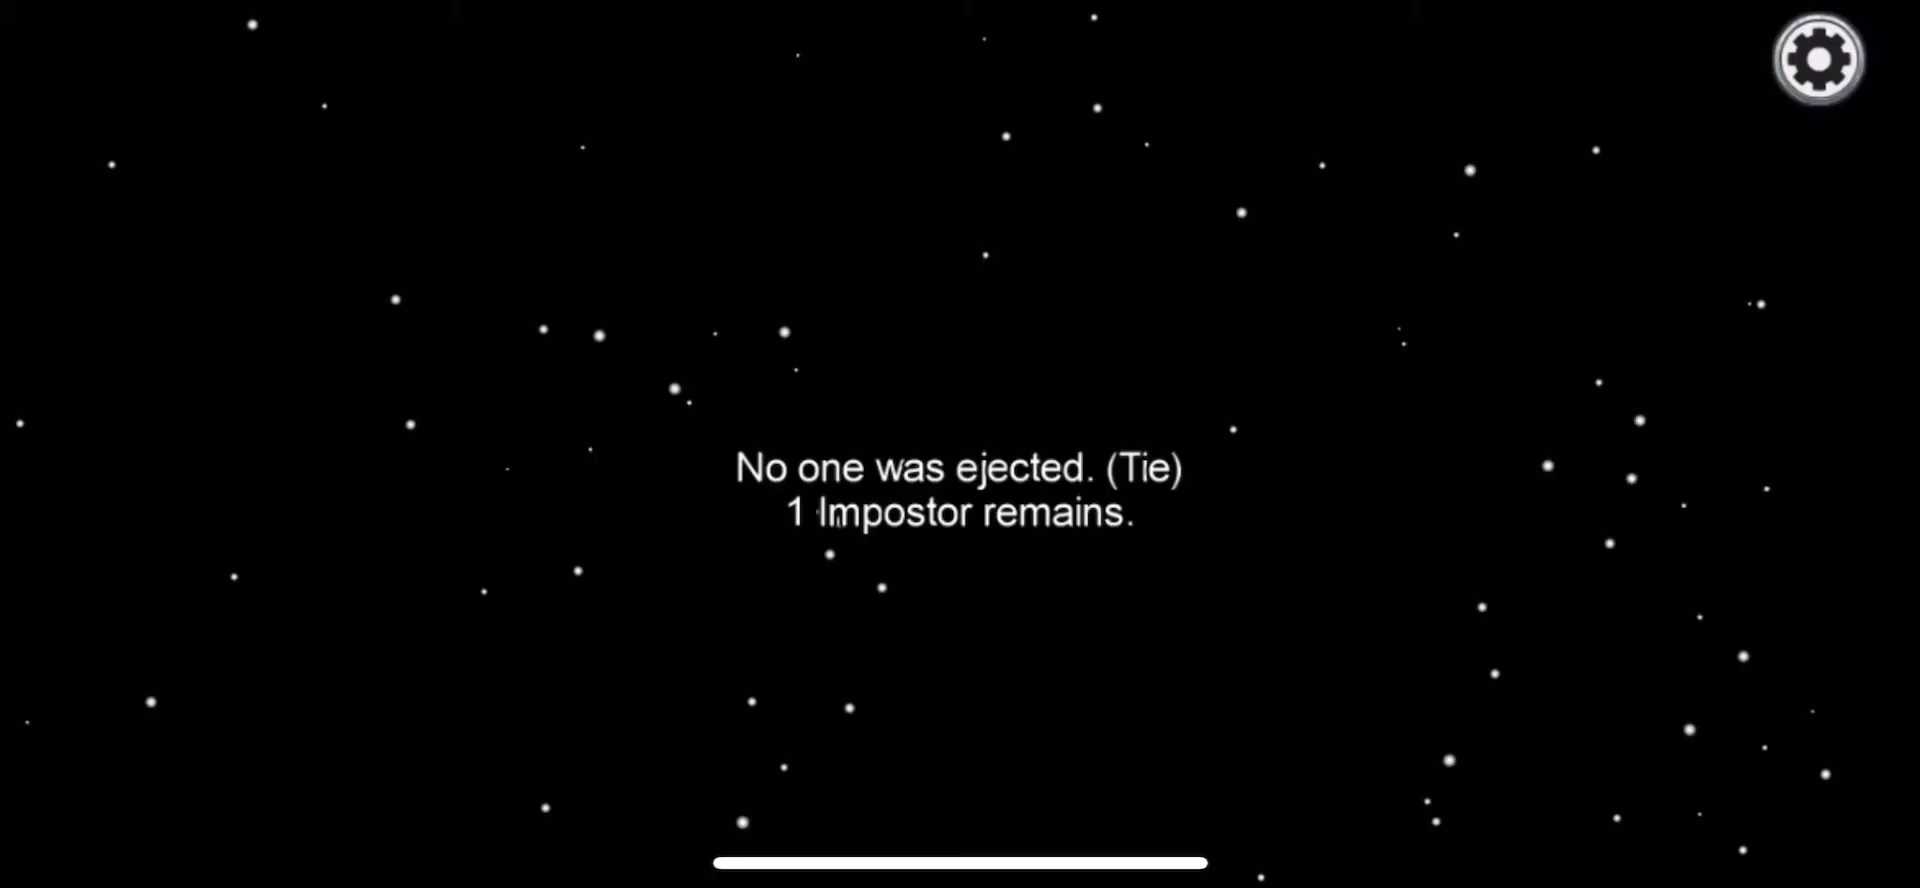 No one was ejected. (Tie)
1 Impostor remains.